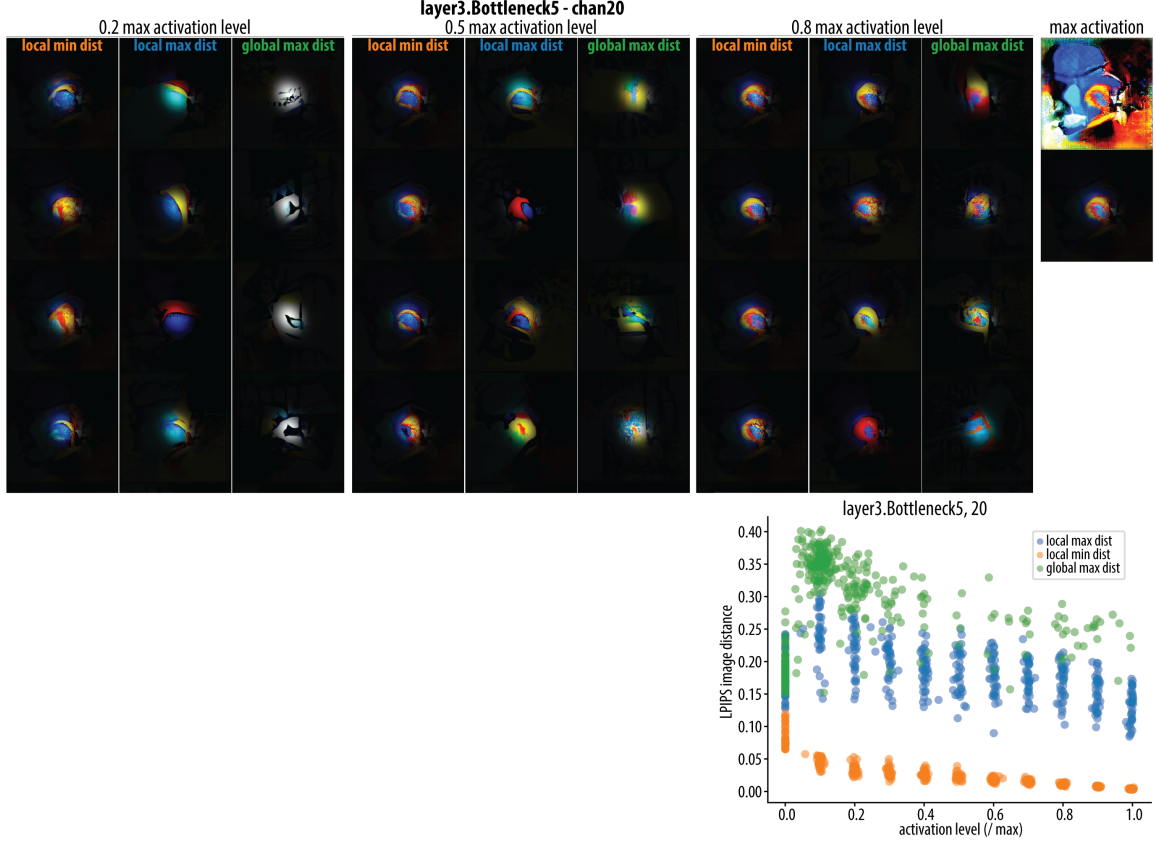 layer3.Bottleneck5 - chan20
0.2 max activation level
0.5 max activation level
0.8 max activation level
max activation
local min dist
local max dist
global max dist
local min dist
local max dist
global max dist
local min dist
local max dist
global max dist
layer3.Bottleneck5, 20
local max dist
local min dist
global max dist
LPIPS image distance
0.40
0.35
0.30
0.25
0.20
0.15
0.10
0.05
0.00
0.0
0.2
0.4
0.6
0.8
1.0
activation level (/ max)